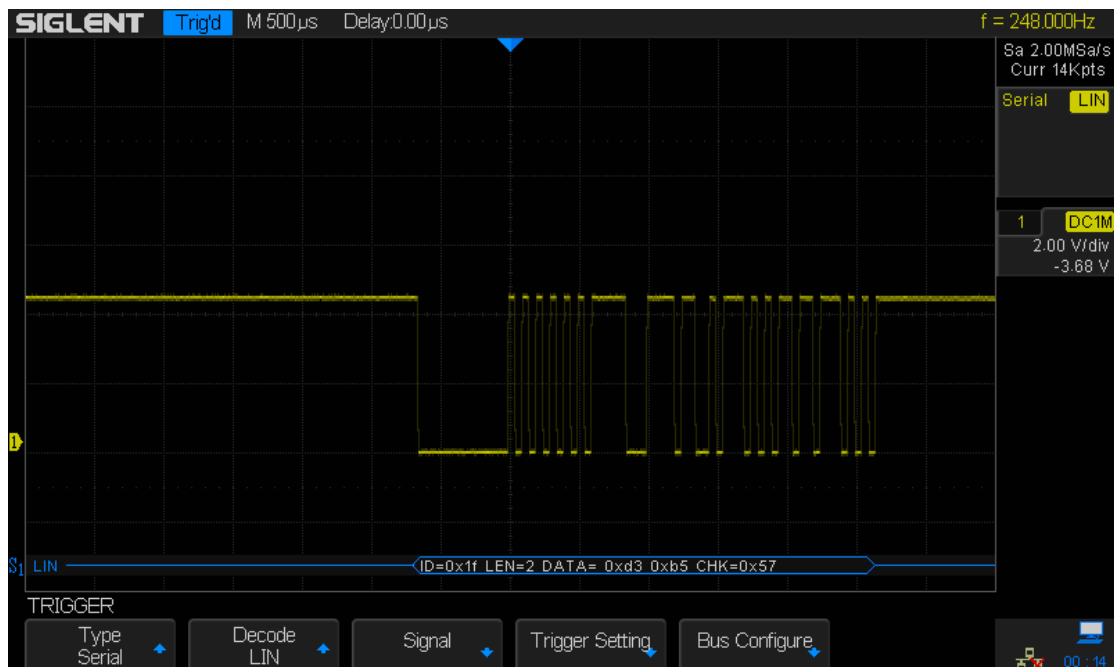 SIGLENT Trig'd M 500µs Delay:0.00µs f = 248.000Hz
Sa 2.00MSa/s
Curr 14Kpts
Serial LIN
1 DC1M
2.00 V/div
-3.68 V
1
S1 LIN ID=0x1f LEN=2 DATA= 0xd3 0xb5 CHK=0x57
TRIGGER
Type
Serial
Decode
LIN
Signal
Trigger Setting
Bus Configure
00 : 14